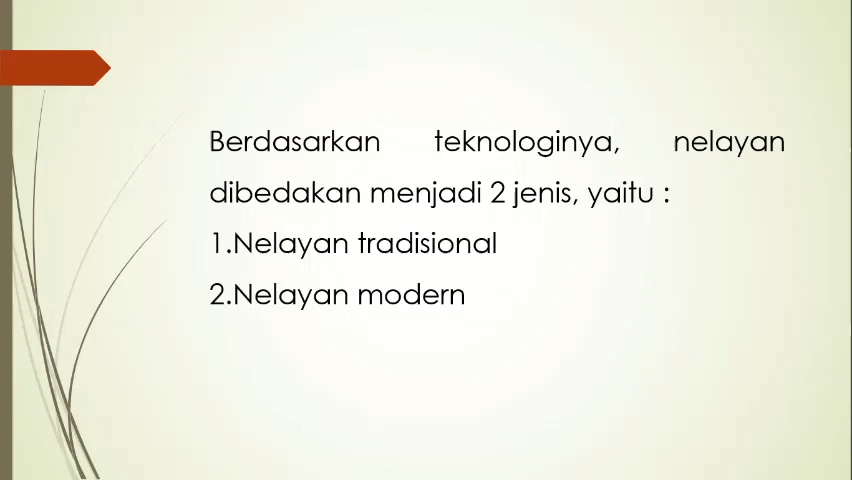 Berdasarkan teknologinya, nelayan
dibedakan menjadi 2 jenis, yaitu :
1.Nelayan tradisional
2.Nelayan modern